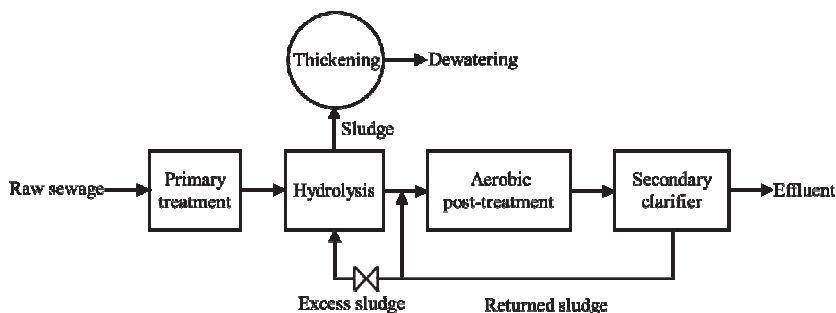 Thickening
Dewatering
Sludge
Raw sewage
Primary
treatment
Hydrolysis
Aerobic
post-treatment
Secondary
clarifier
Effluent
Excess sludge
Returned sludge